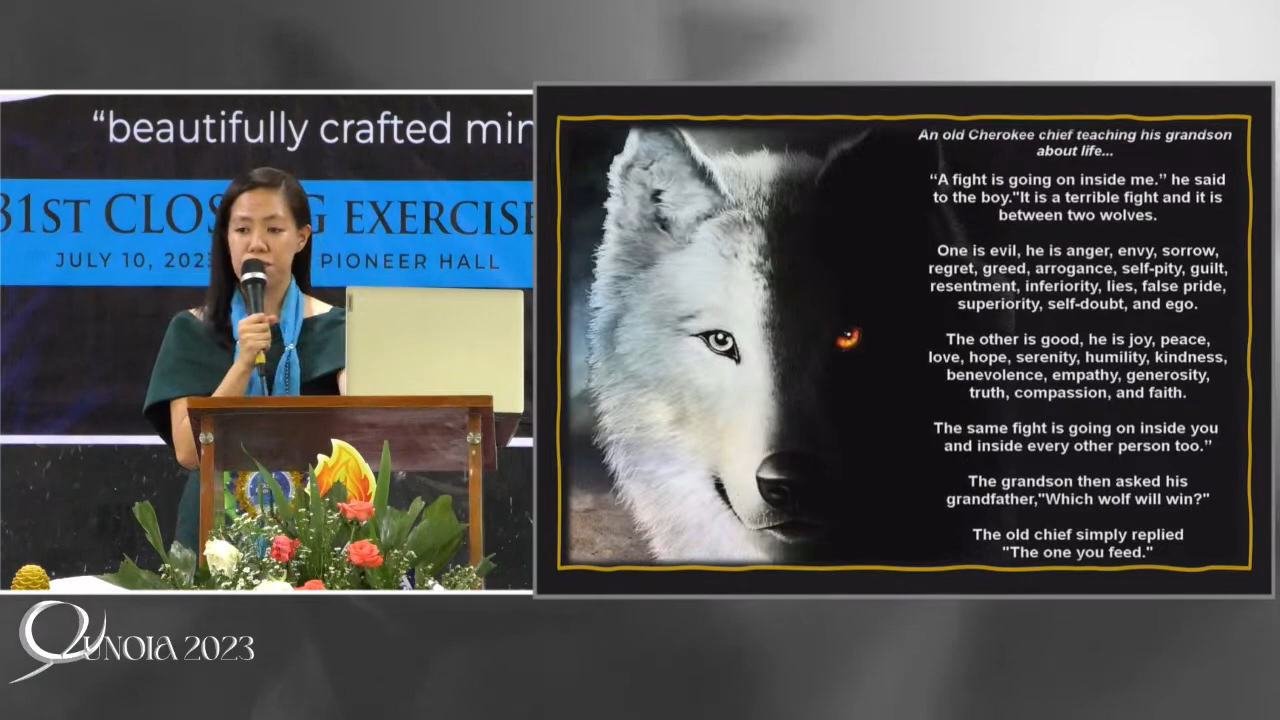 “beautifully crafted min
31ST CLOS G EXERCISE
JULY 10, 202 PIONEER HALL
An old Cherokee chief teaching his grandson
about life...
“A fight is going on inside me.” he said
to the boy."It is a terrible fight and it is
between two wolves.
One is evil, he is anger, envy, sorrow,
regret, greed, arrogance, self-pity, guilt,
resentment, inferiority, lies, false pride,
superiority, self-doubt, and ego.
The other is good, he is joy, peace,
love, hope, serenity, humility, kindness,
benevolence, empathy, generosity,
truth, compassion, and faith.
The same fight is going on inside you
and inside every other person too.”
The grandson then asked his
grandfather,"Which wolf will win?"
The old chief simply replied
"The one you feed."
QUNOIA 2023